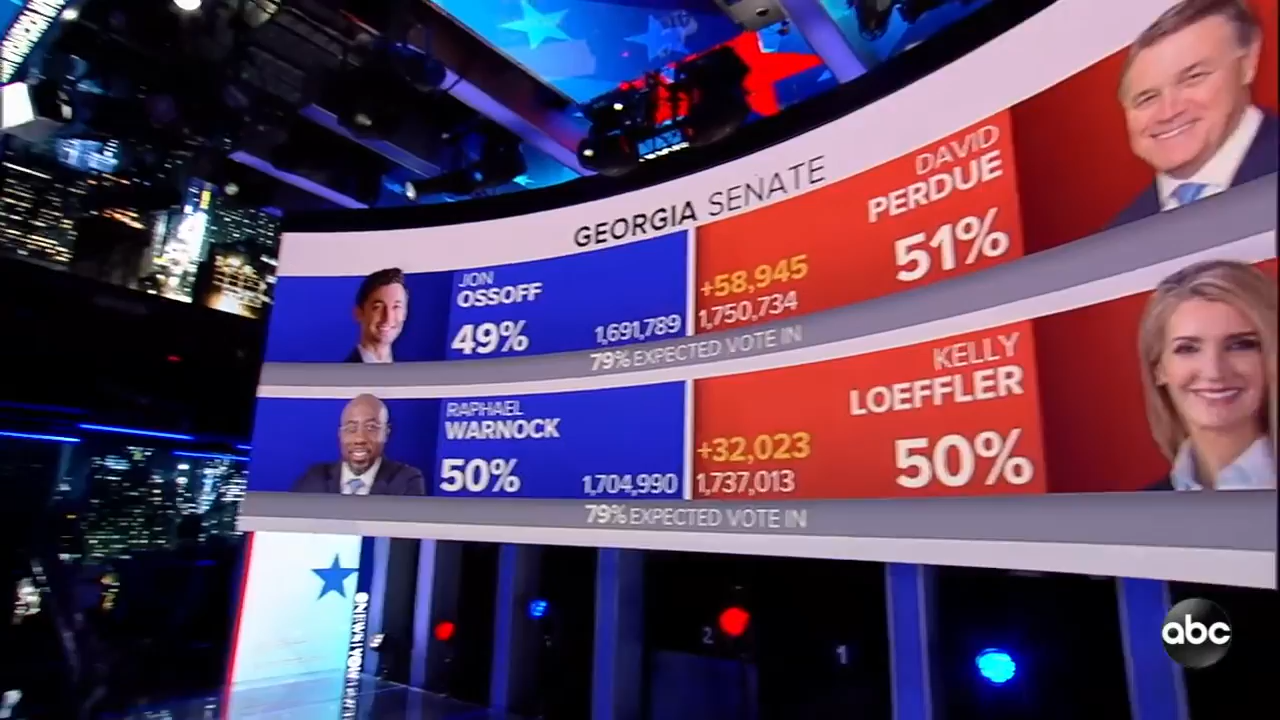 GEORGIA SENATE
DAVID
PERDUE
51%
+58,945
1,750,734
JON
OSSOFF
49%
1,691,789
79% EXPECTED VOTE IN
KELLY
LOEFFLER
50%
+32,023
1,737,013
RAPHAEL
WARNOCK
50%
1,704,990
79% EXPECTED VOTE IN
2
1
abc